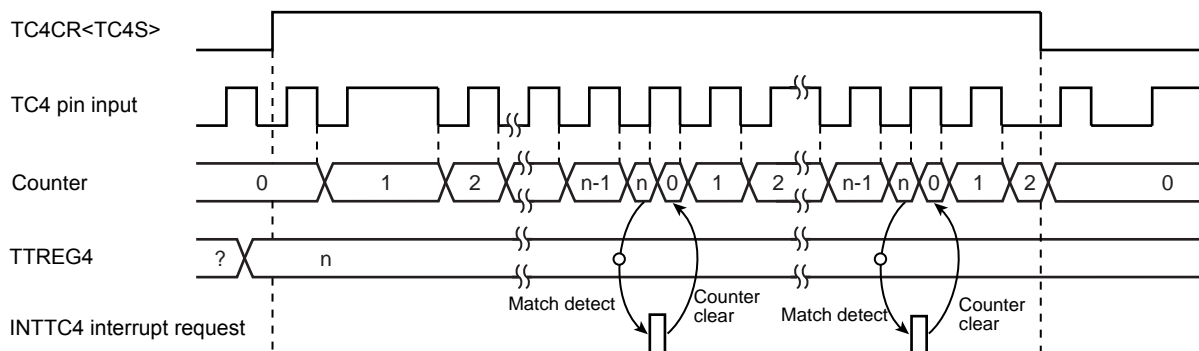 TC4CR<TC4S>
TC4 pin input
Counter
0 1 2 n-1 n 0 1 2 n-1 n 0 1 2 0
TTREG4
? n
Match detect Counter clear Match detect Counter clear
INTTC4 interrupt request